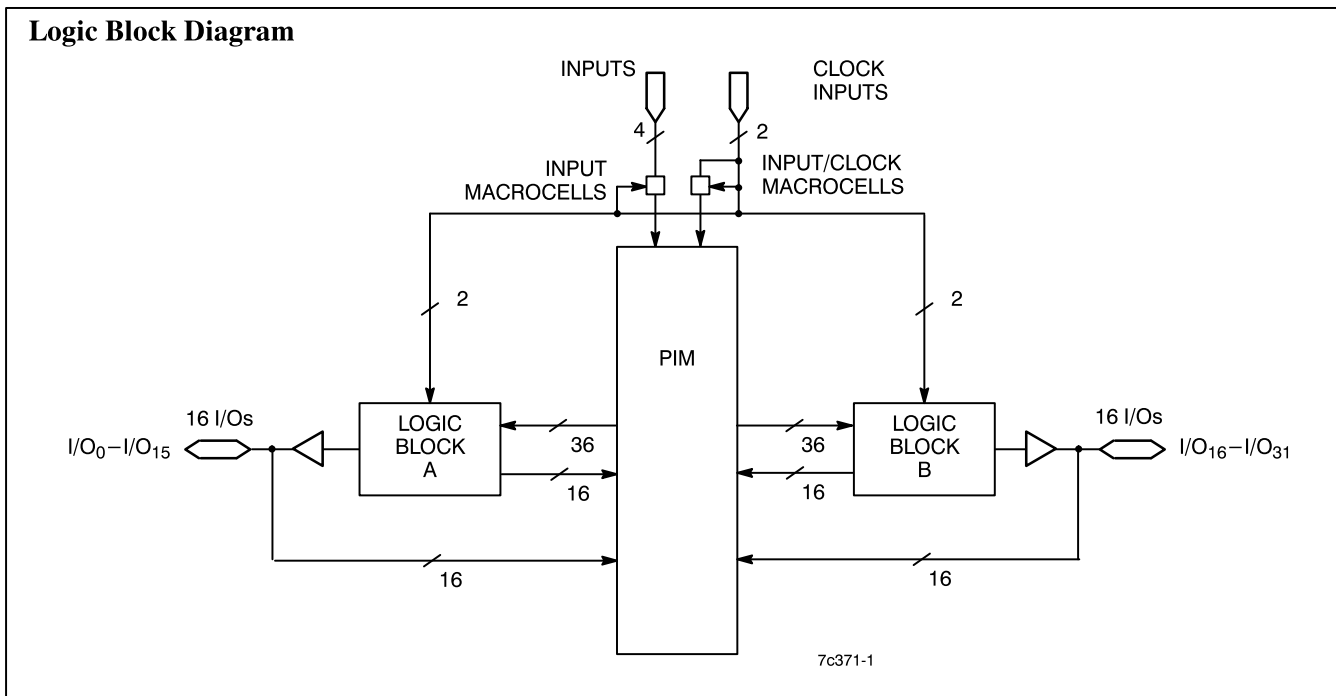 Logic Block Diagram
INPUTS
CLOCK
INPUTS
4
2
INPUT
MACROCELLS
INPUT/CLOCK
MACROCELLS
2
2
PIM
16 I/Os
I/O₀–I/O₁₅
LOGIC
BLOCK
A
36
16
16
36
16
16
LOGIC
BLOCK
B
16 I/Os
I/O₁₆–I/O₃₁
7c371-1